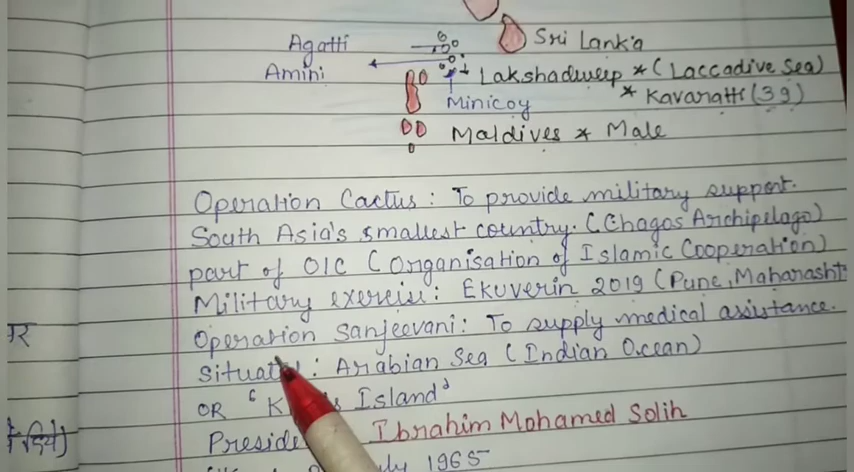 Sri Lanka
Agatti
Amini
Lakshadweep * (Laccadive Sea)
* Kavaratti (39)
Minicoy
Maldives * Male
Operation Cactus : To provide military support.
South Asia's smallest country. (Chagos Archipelago)
part of OIC (Organisation of Islamic Cooperation)
Military exercise : Ekuverin 2019 (Pune, Maharasht
Operation Sanjeevani : To supply medical assistance.
Situate : Arabian Sea (Indian Ocean)
OR ' Island'
Preside Ibrahim Mohamed Solih
uly 1965